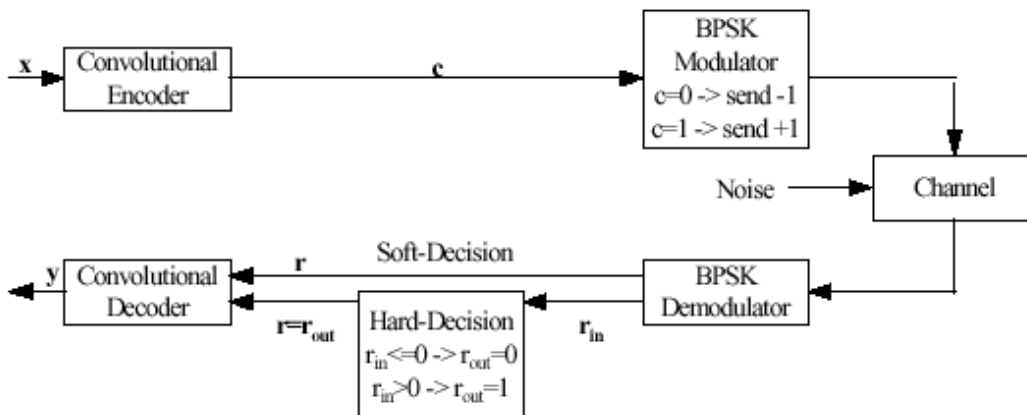 x
Convolutional
Encoder
c
BPSK
Modulator
c=0 -> send -1
c=1 -> send +1
Noise
Channel
y
Convolutional
Decoder
r
Soft-Decision
r=r_out
Hard-Decision
r_in<=0 -> r_out=0
r_in>0 -> r_out=1
r_in
BPSK
Demodulator